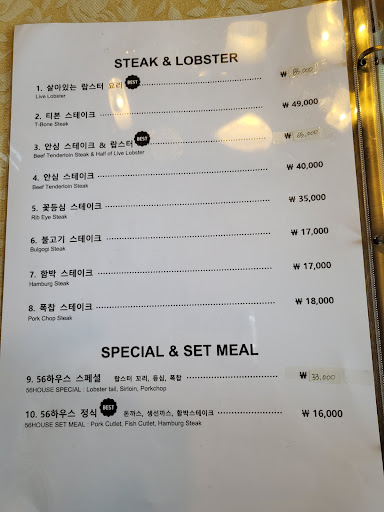 STEAK & LOBSTER
1. 살아있는 랍스터 요리 BEST ₩ 85,000
Live Lobster
2. 티본 스테이크 ₩ 49,000
T-Bone Steak
3. 안심 스테이크 & 랍스터 BEST ₩
Beef Tenderloin Steak & Half of Live Lobster
4. 안심 스테이크 ₩ 40,000
Beef Tenderloin Steak
5. 꽃등심 스테이크 ₩ 35,000
Rib Eye Steak
6. 불고기 스테이크 ₩ 17,000
Bulgogi Steak
7. 함박 스테이크 ₩ 17,000
Hamburg Steak
8. 폭찹 스테이크 ₩ 18,000
Pork Chop Steak
SPECIAL & SET MEAL
9. 56하우스 스페셜 랍스터 꼬리, 등심, 폭찹 ₩ 33,000
56HOUSE SPECIAL : Lobster tail, Sirloin, Porkchop
10. 56하우스 정식 BEST 돈까스, 생선까스, 함박스테이크 ₩ 16,000
56HOUSE SET MEAL : Pork Cutlet, Fish Cutlet, Hamburg Steak